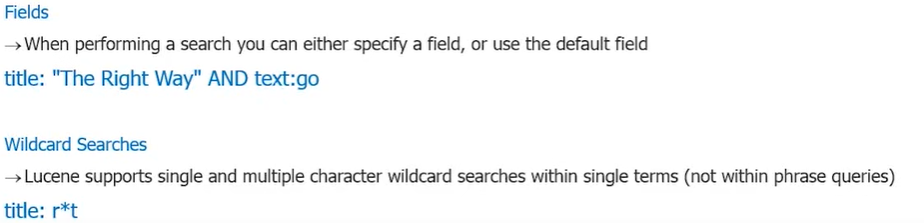 Fields
→When performing a search you can either specify a field, or use the default field
title: "The Right Way" AND text:go
Wildcard Searches
→Lucene supports single and multiple character wildcard searches within single terms (not within phrase queries)
title: r*t